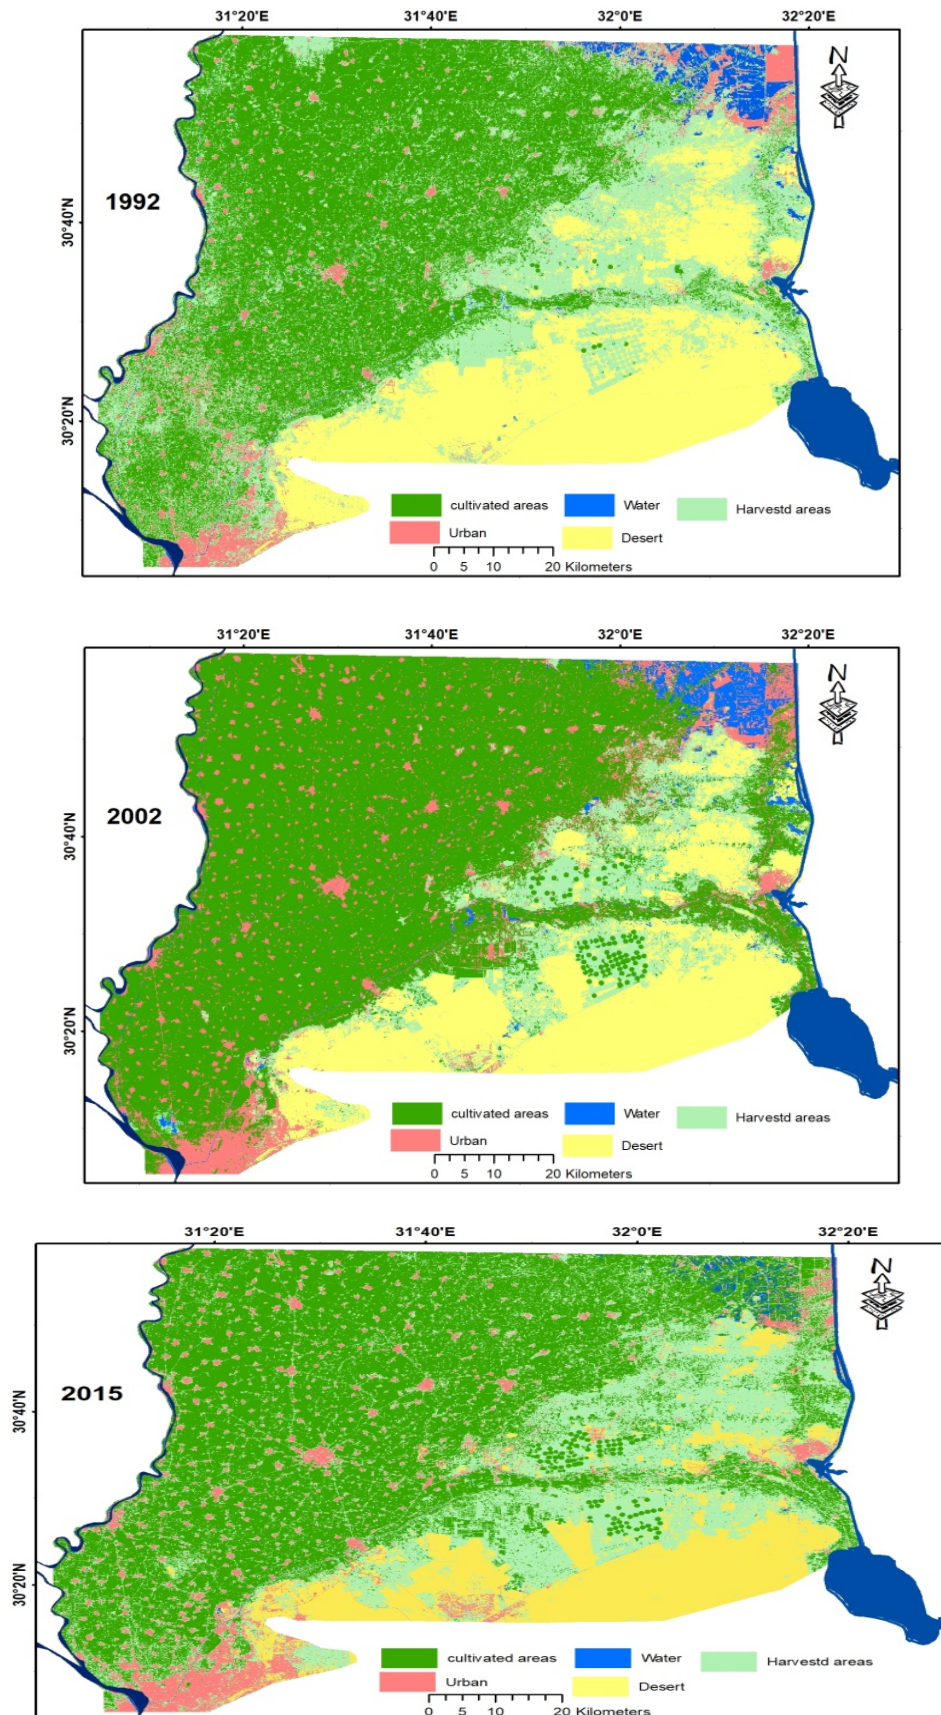 31°20'E 31°40'E 32°0'E 32°20'E
N
1992
30°40'N
30°20'N
cultivated areas Water Harvestd areas
Urban Desert
0 5 10 20 Kilometers
31°20'E 31°40'E 32°0'E 32°20'E
N
2002
30°40'N
30°20'N
cultivated areas Water Harvestd areas
Urban Desert
0 5 10 20 Kilometers
31°20'E 31°40'E 32°0'E 32°20'E
N
2015
30°40'N
30°20'N
cultivated areas Water Harvestd areas
Urban Desert
0 5 10 20 Kilometers